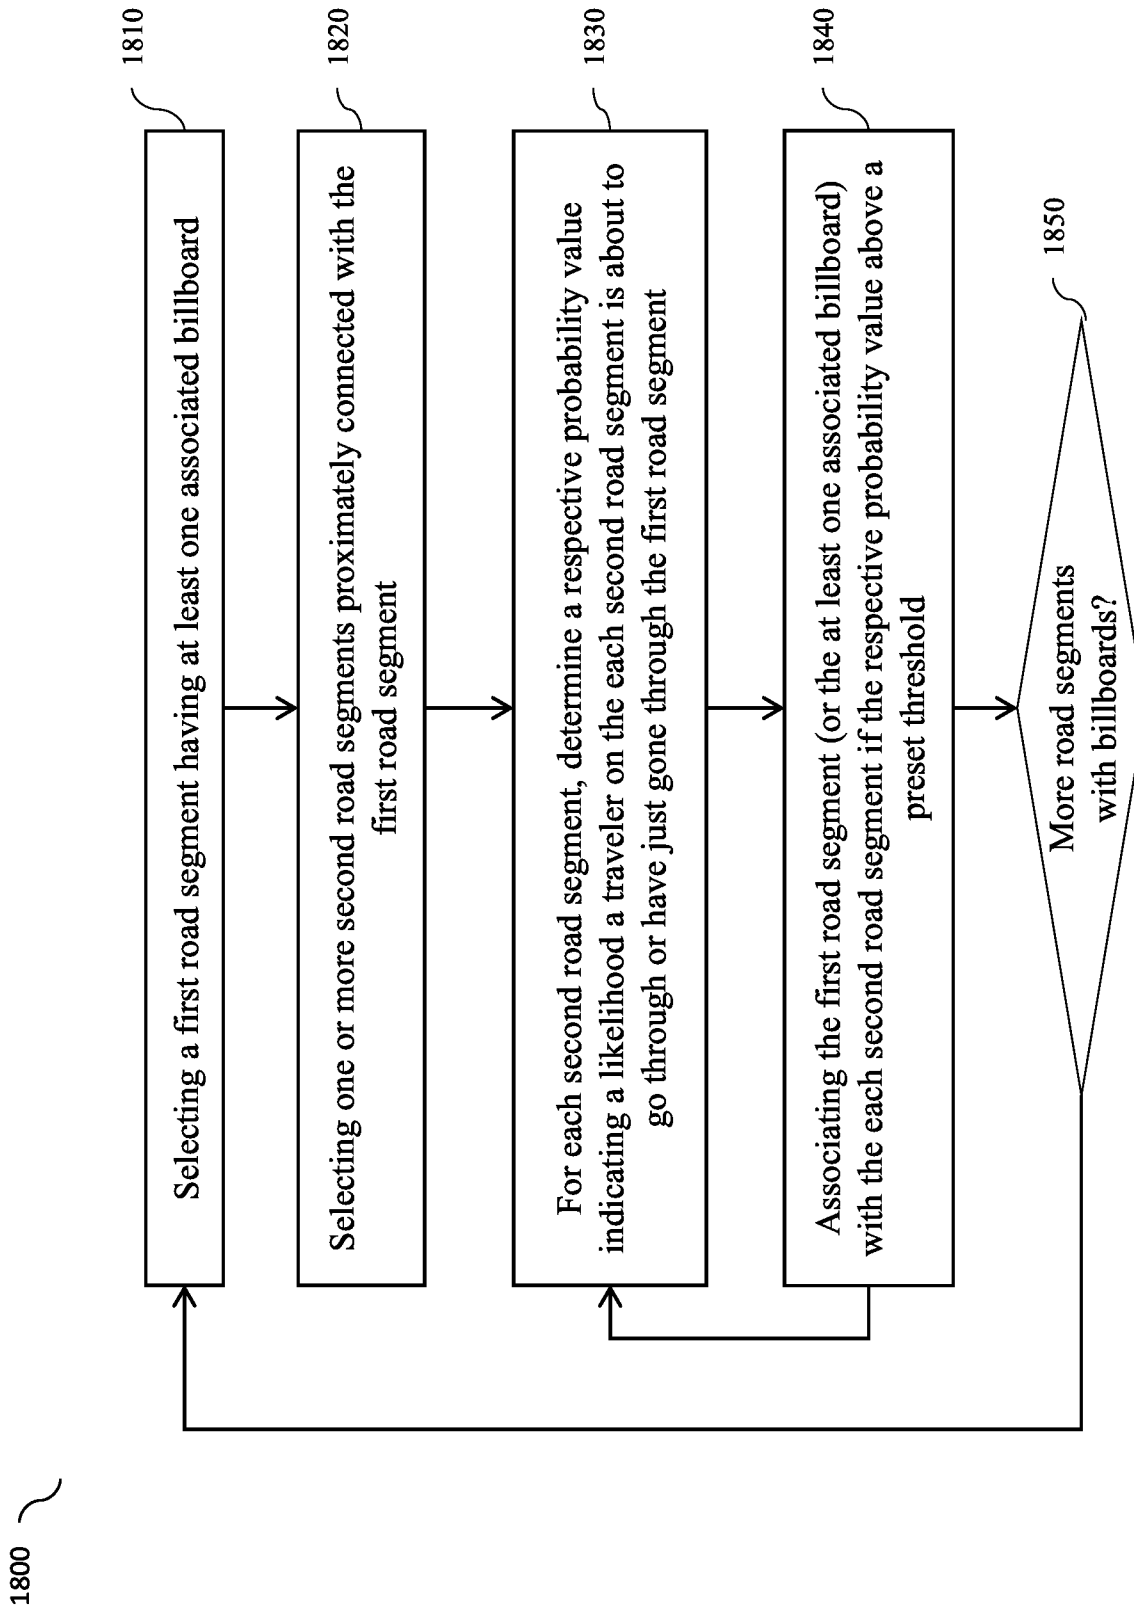 1800
Selecting a first road segment having at least one associated billboard
1810
Selecting one or more second road segments proximately connected with the
first road segment
1820
For each second road segment, determine a respective probability value
indicating a likelihood a traveler on the each second road segment is about to
go through or have just gone through the first road segment
1830
Associating the first road segment (or the at least one associated billboard)
with the each second road segment if the respective probability value above a
preset threshold
1840
More road segments
with billboards?
1850